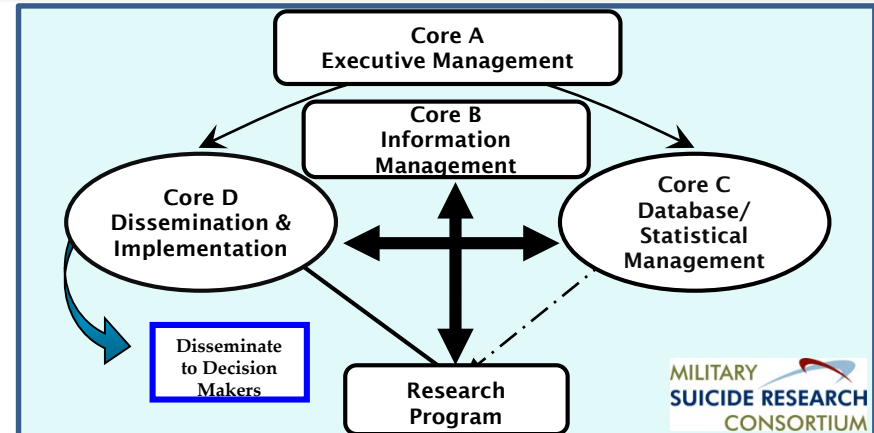 Core A
Executive Management
Core B
Information
Management
Core D
Dissemination &
Implementation
Core C
Database/
Statistical
Management
Disseminate
to Decision
Makers
Research
Program
MILITARY
SUICIDE RESEARCH
CONSORTIUM